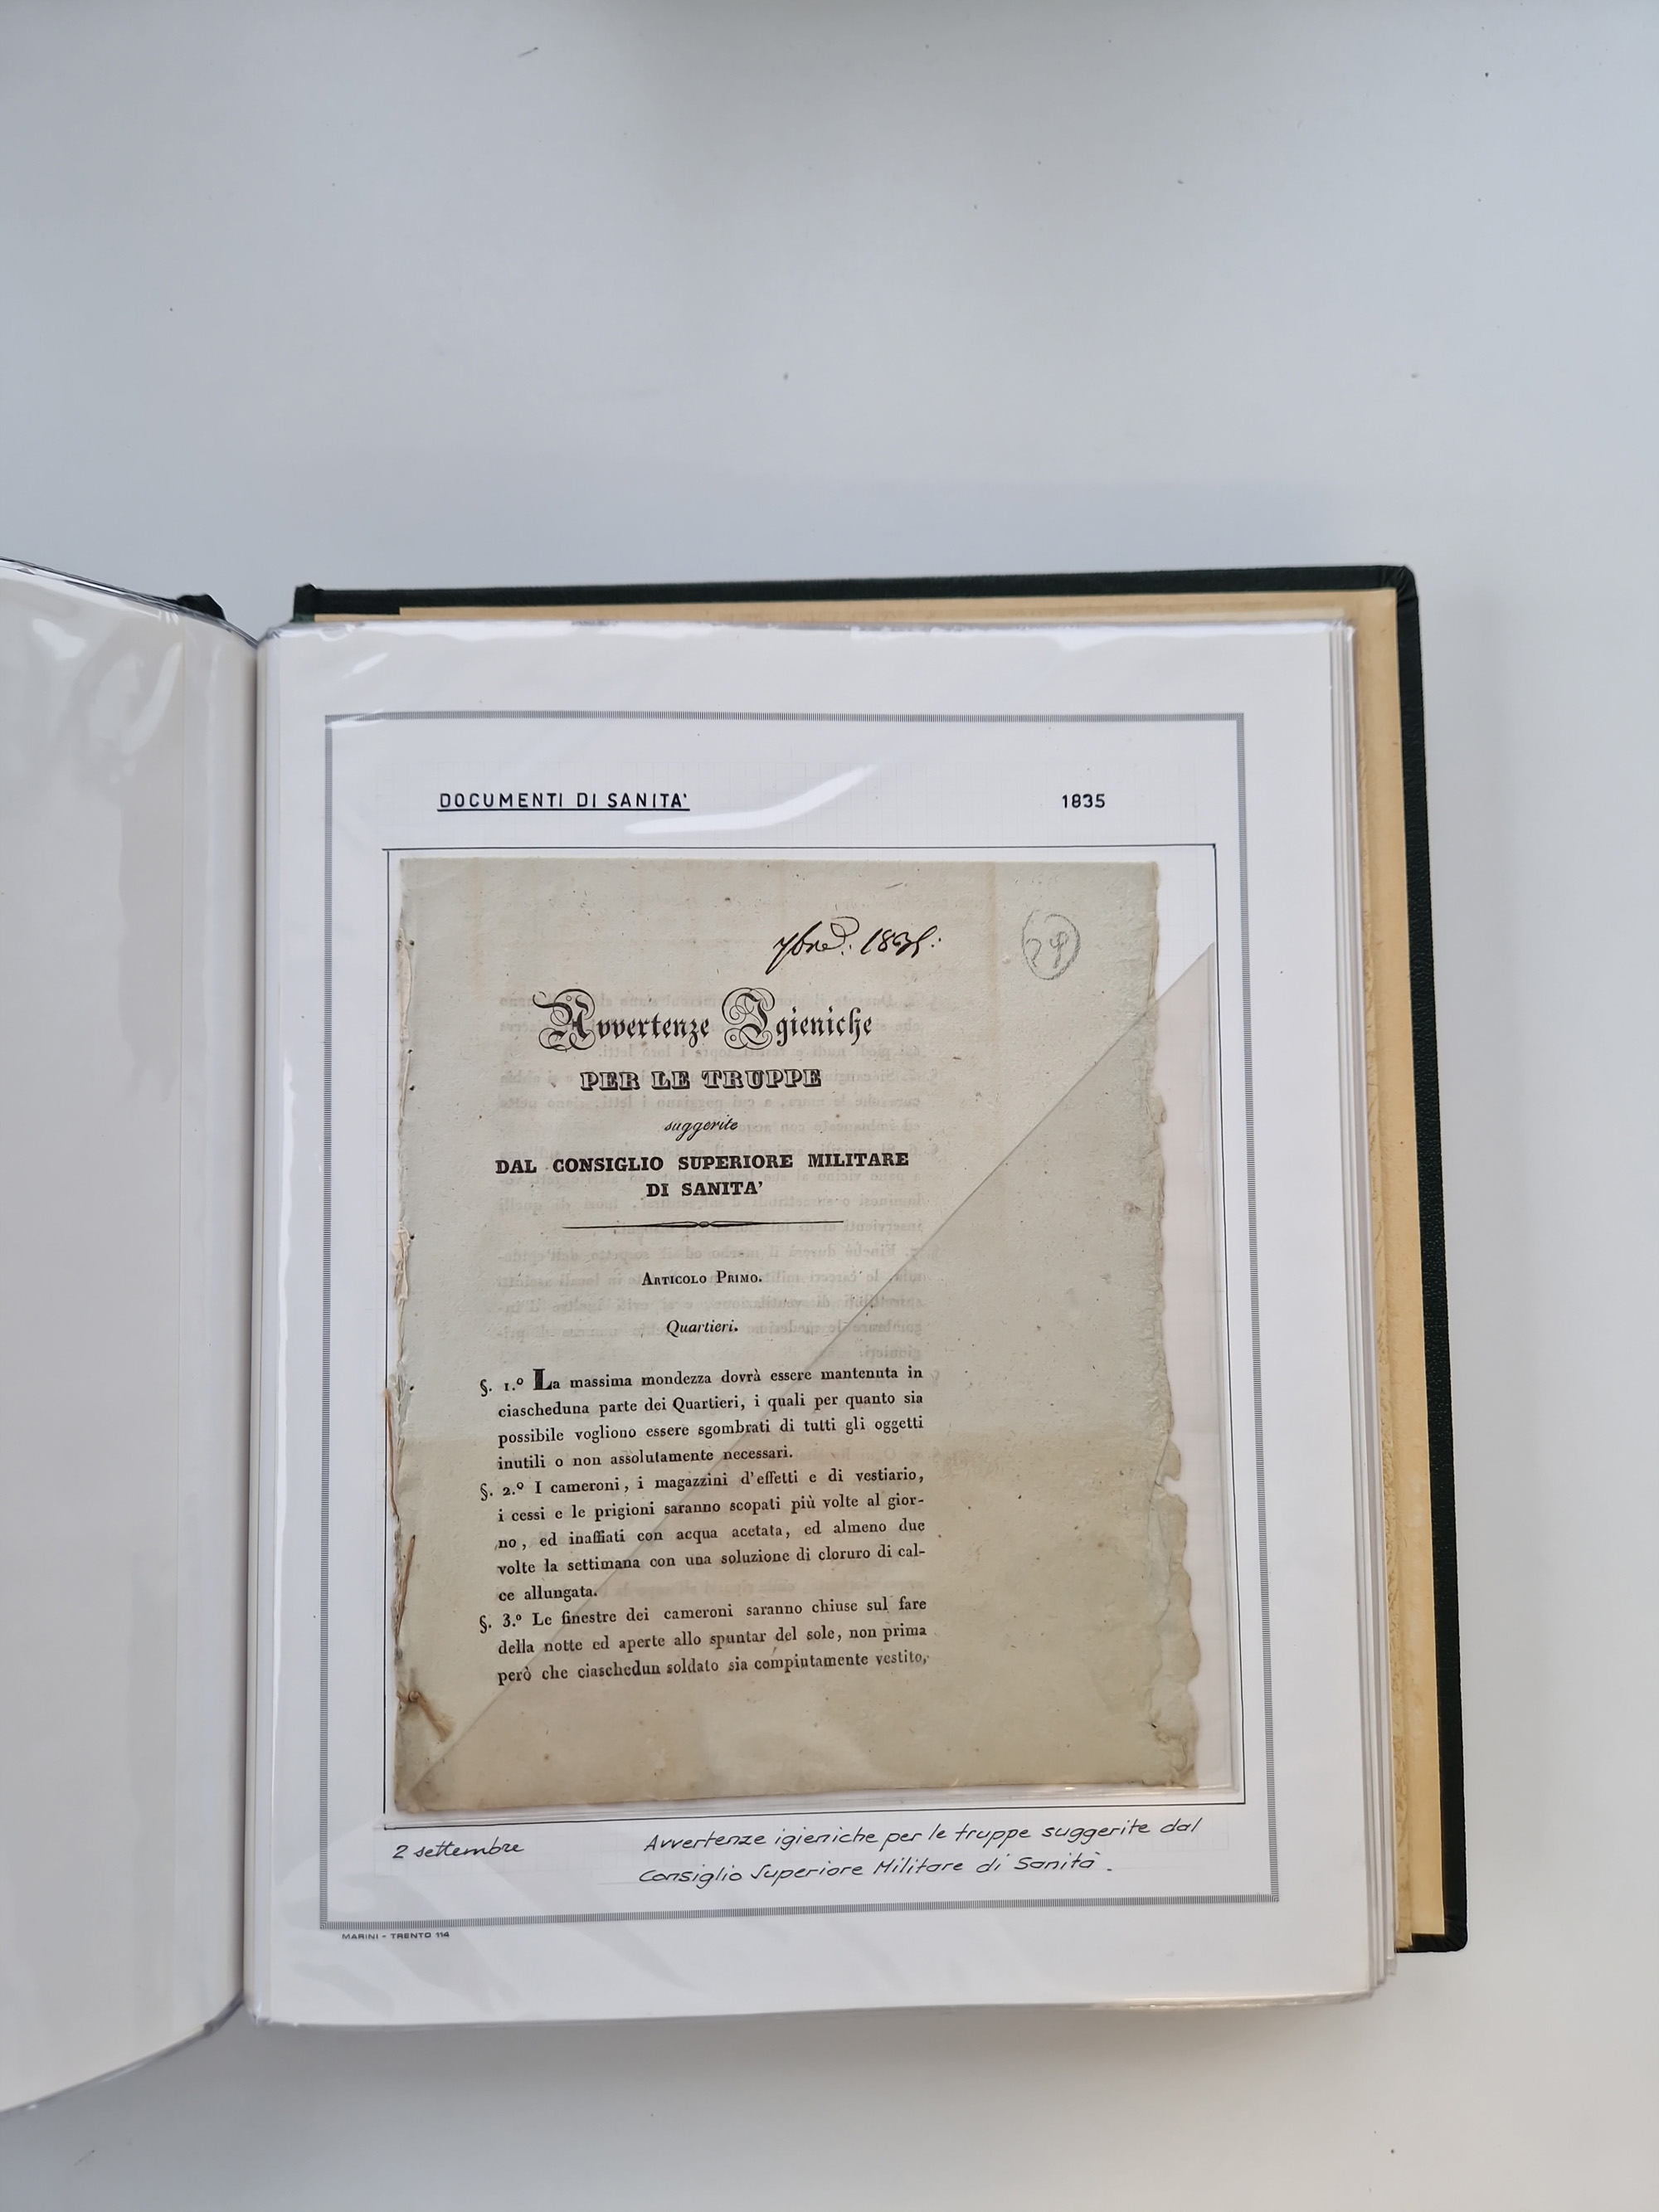 DOCUMENTI DI SANITA' 1835
7bre: 1835:
29
Avvertenze Igieniche
PER LE TRUPPE
suggerite
DAL CONSIGLIO SUPERIORE MILITARE
DI SANITA'
ARTICOLO PRIMO.
Quartieri.
§. 1.º La massima mondezza dovrà essere mantenuta in
ciascheduna parte dei Quartieri, i quali per quanto sia
possibile vogliono essere sgombrati di tutti gli oggetti
inutili o non assolutamente necessari.
§. 2.º I cameroni, i magazzini d'effetti e di vestiario,
i cessi e le prigioni saranno scopati più volte al gior-
no, ed inaffiati con acqua acetata, ed almeno due
volte la settimana con una soluzione di cloruro di cal-
ce allungata.
§. 3.º Le finestre dei cameroni saranno chiuse sul fare
della notte ed aperte allo spuntar del sole, non prima
però che ciaschedun soldato sia compiutamente vestito,
2 settembre Avvertenze igieniche per le truppe suggerite dal
Consiglio Superiore Militare di Sanità.
MARINI - TRENTO 114